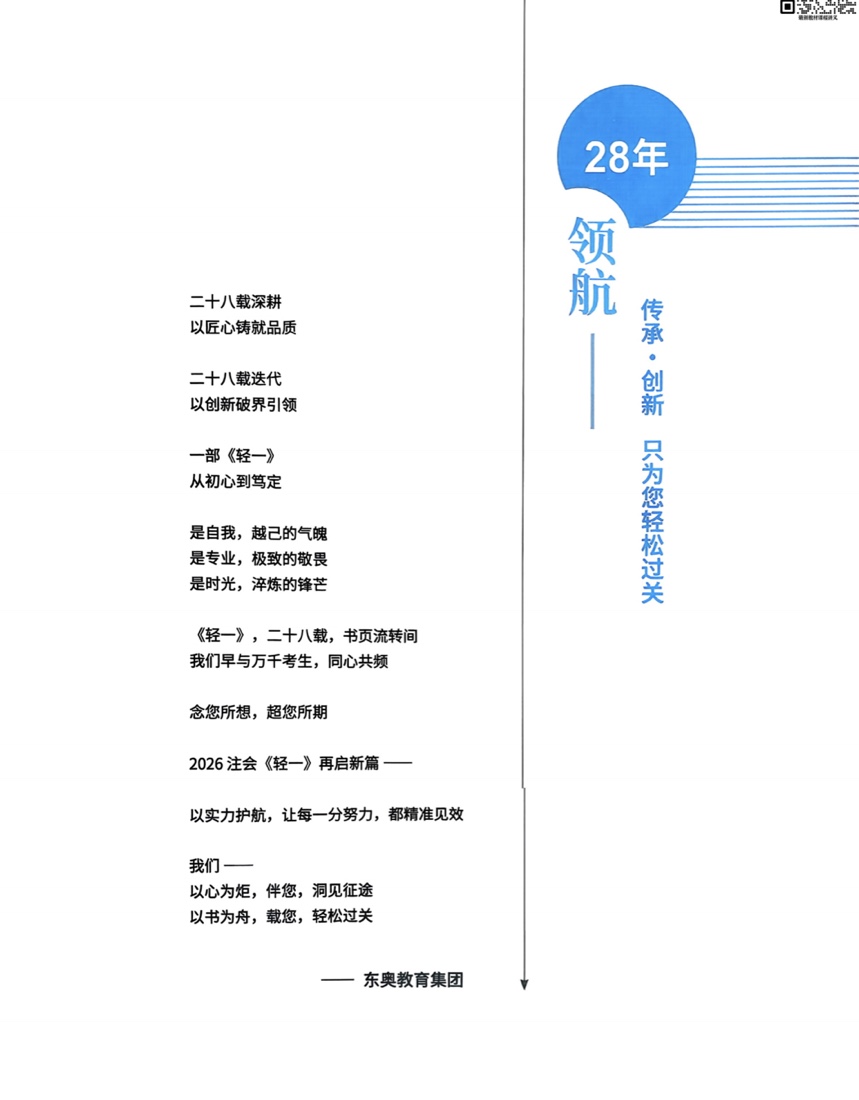 28年
领航
传承·创新 只为您轻松过关
二十八载深耕
以匠心铸就品质
二十八载迭代
以创新破界引领
一部《轻一》
从初心到笃定
是自我，越己的气魄
是专业，极致的敬畏
是时光，淬炼的锋芒
《轻一》，二十八载，书页流转间
我们早与万千考生，同心共频
念您所想，超您所期
2026 注会《轻一》再启新篇 ——
以实力护航，让每一分努力，都精准见效
我们 ——
以心为炬，伴您，洞见征途
以书为舟，载您，轻松过关
—— 东奥教育集团